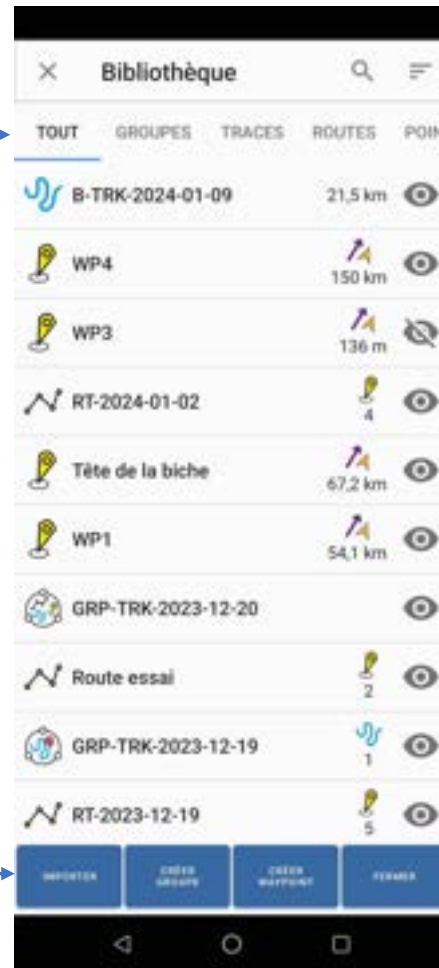 Bibliothèque
TOUT GROUPES TRACES ROUTES POIN
B-TRK-2024-01-09 21,5 km
WP4 150 km
WP3 136 m
RT-2024-01-02 4
Tète de la biche 67,2 km
WP1 54,1 km
GRP-TRK-2023-12-20
Route essai 2
GRP-TRK-2023-12-19 1
RT-2023-12-19 5
IMPORTER CRÉER GROUPE CRÉER WAYPOINT FERMER